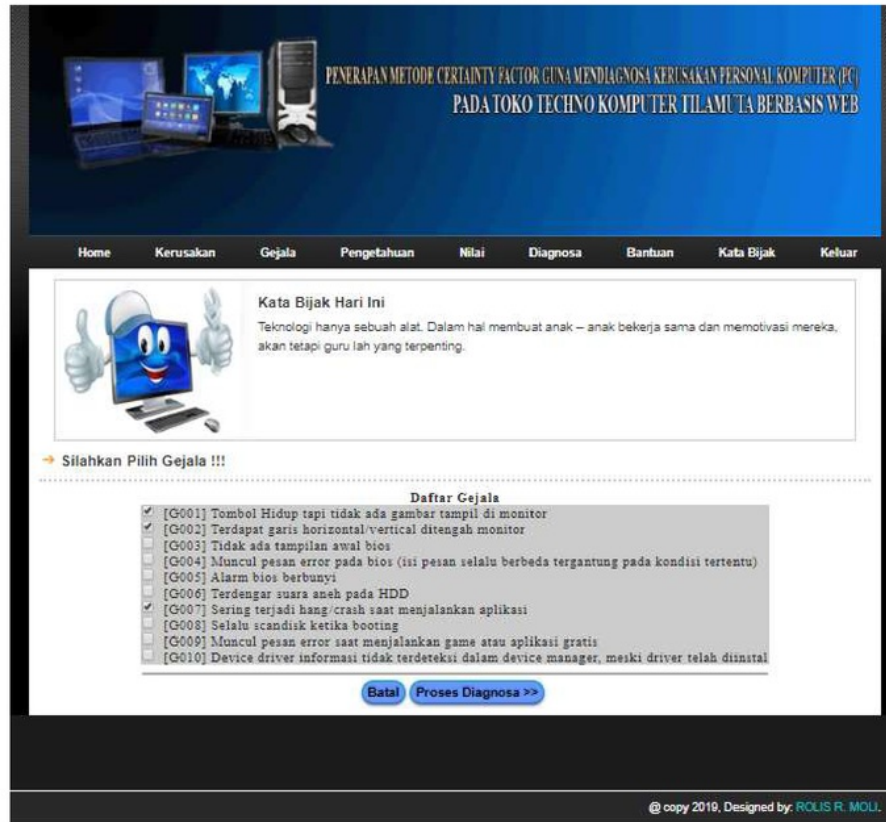 PENERAPAN METODE CERTAINTY FACTOR GUNA MENDIAGNOSA KERUSAKAN PERSONAL KOMPUTER (PC)
PADA TOKO TECHNO KOMPUTER TILAMUTA BERBASIS WEB
Home Kerusakan Gejala Pengetahuan Nilai Diagnosa Bantuan Kata Bijak Keluar
Kata Bijak Hari Ini
Teknologi hanya sebuah alat. Dalam hal membuat anak – anak bekerja sama dan memotivasi mereka,
akan tetapi guru lah yang terpenting.
Silahkan Pilih Gejala !!!
Daftar Gejala
[G001] Tombol Hidup tapi tidak ada gambar tampil di monitor
[G002] Terdapat garis horizontal/vertical ditengah monitor
[G003] Tidak ada tampilan awal bios
[G004] Muncul pesan error pada bios (isi pesan selalu berbeda tergantung pada kondisi tertentu)
[G005] Alarm bios berbunyi
[G006] Terdengar suara aneh pada HDD
[G007] Sering terjadi hang/crash saat menjalankan aplikasi
[G008] Selalu scandisk ketika booting
[G009] Muncul pesan error saat menjalankan game atau aplikasi gratis
[G010] Device driver informasi tidak terdeteksi dalam device manager, meski driver telah diinstal
Batal Proses Diagnosa >>
@ copy 2019, Designed by: ROLIS R. MOLI.